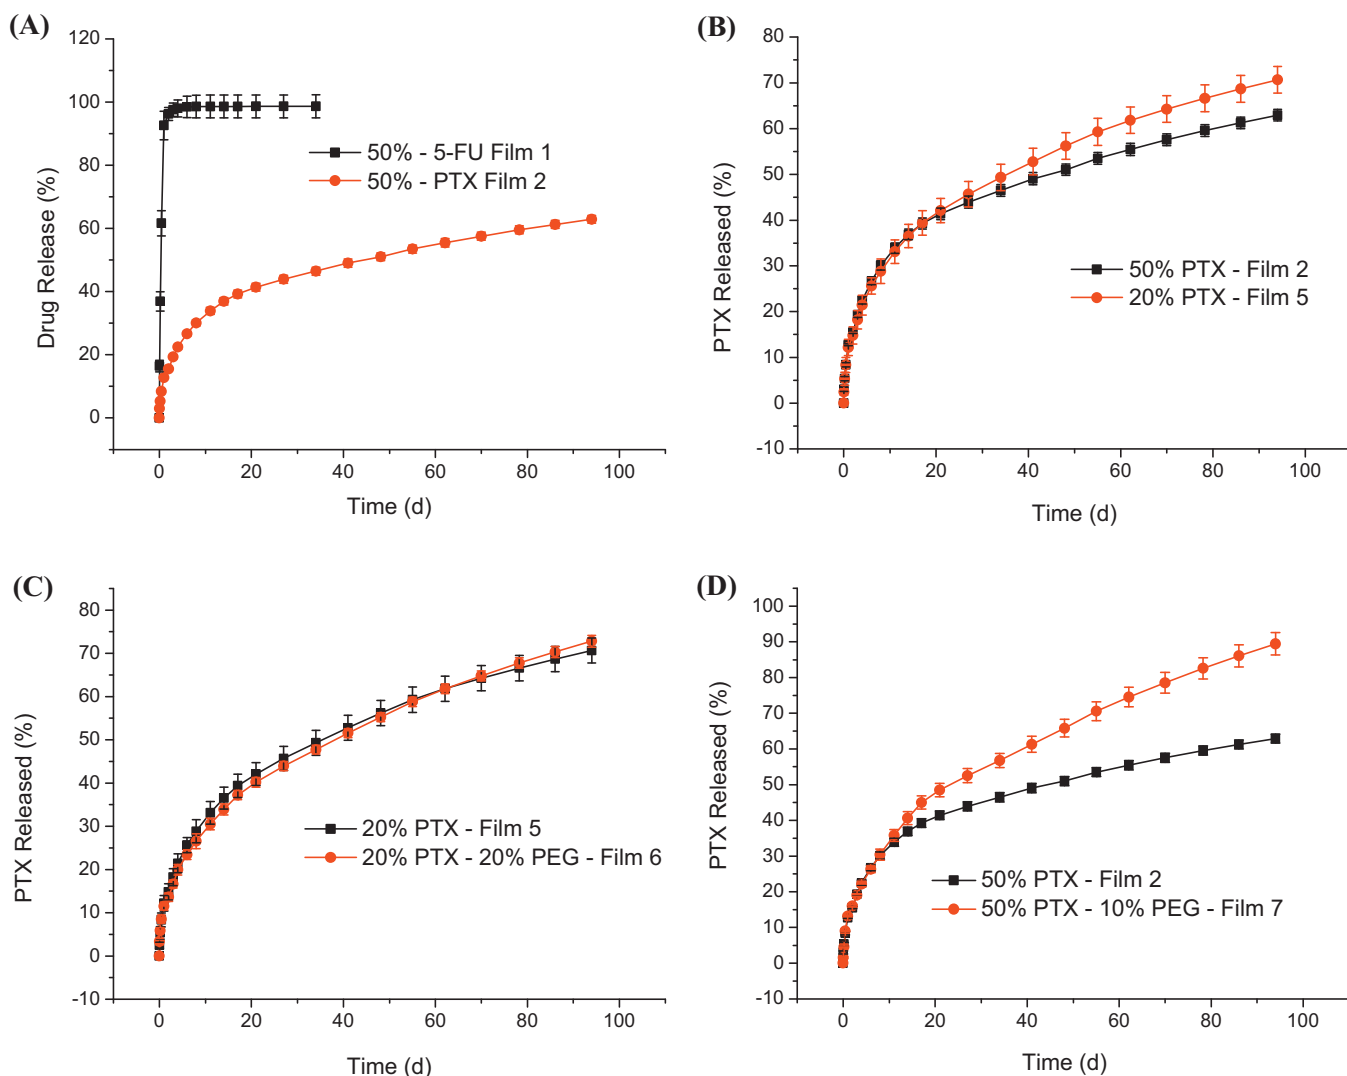 (A)
Drug Release (%)
120
100
80
60
40
20
0
50% - 5-FU Film 1
50% - PTX Film 2
0 20 40 60 80 100
Time (d)
(B)
PTX Released (%)
80
70
60
50
40
30
20
10
0
-10
50% PTX - Film 2
20% PTX - Film 5
0 20 40 60 80 100
Time (d)
(C)
PTX Released (%)
80
70
60
50
40
30
20
10
0
-10
20% PTX - Film 5
20% PTX - 20% PEG - Film 6
0 20 40 60 80 100
Time (d)
(D)
PTX Released (%)
100
90
80
70
60
50
40
30
20
10
0
-10
50% PTX - Film 2
50% PTX - 10% PEG - Film 7
0 20 40 60 80 100
Time (d)